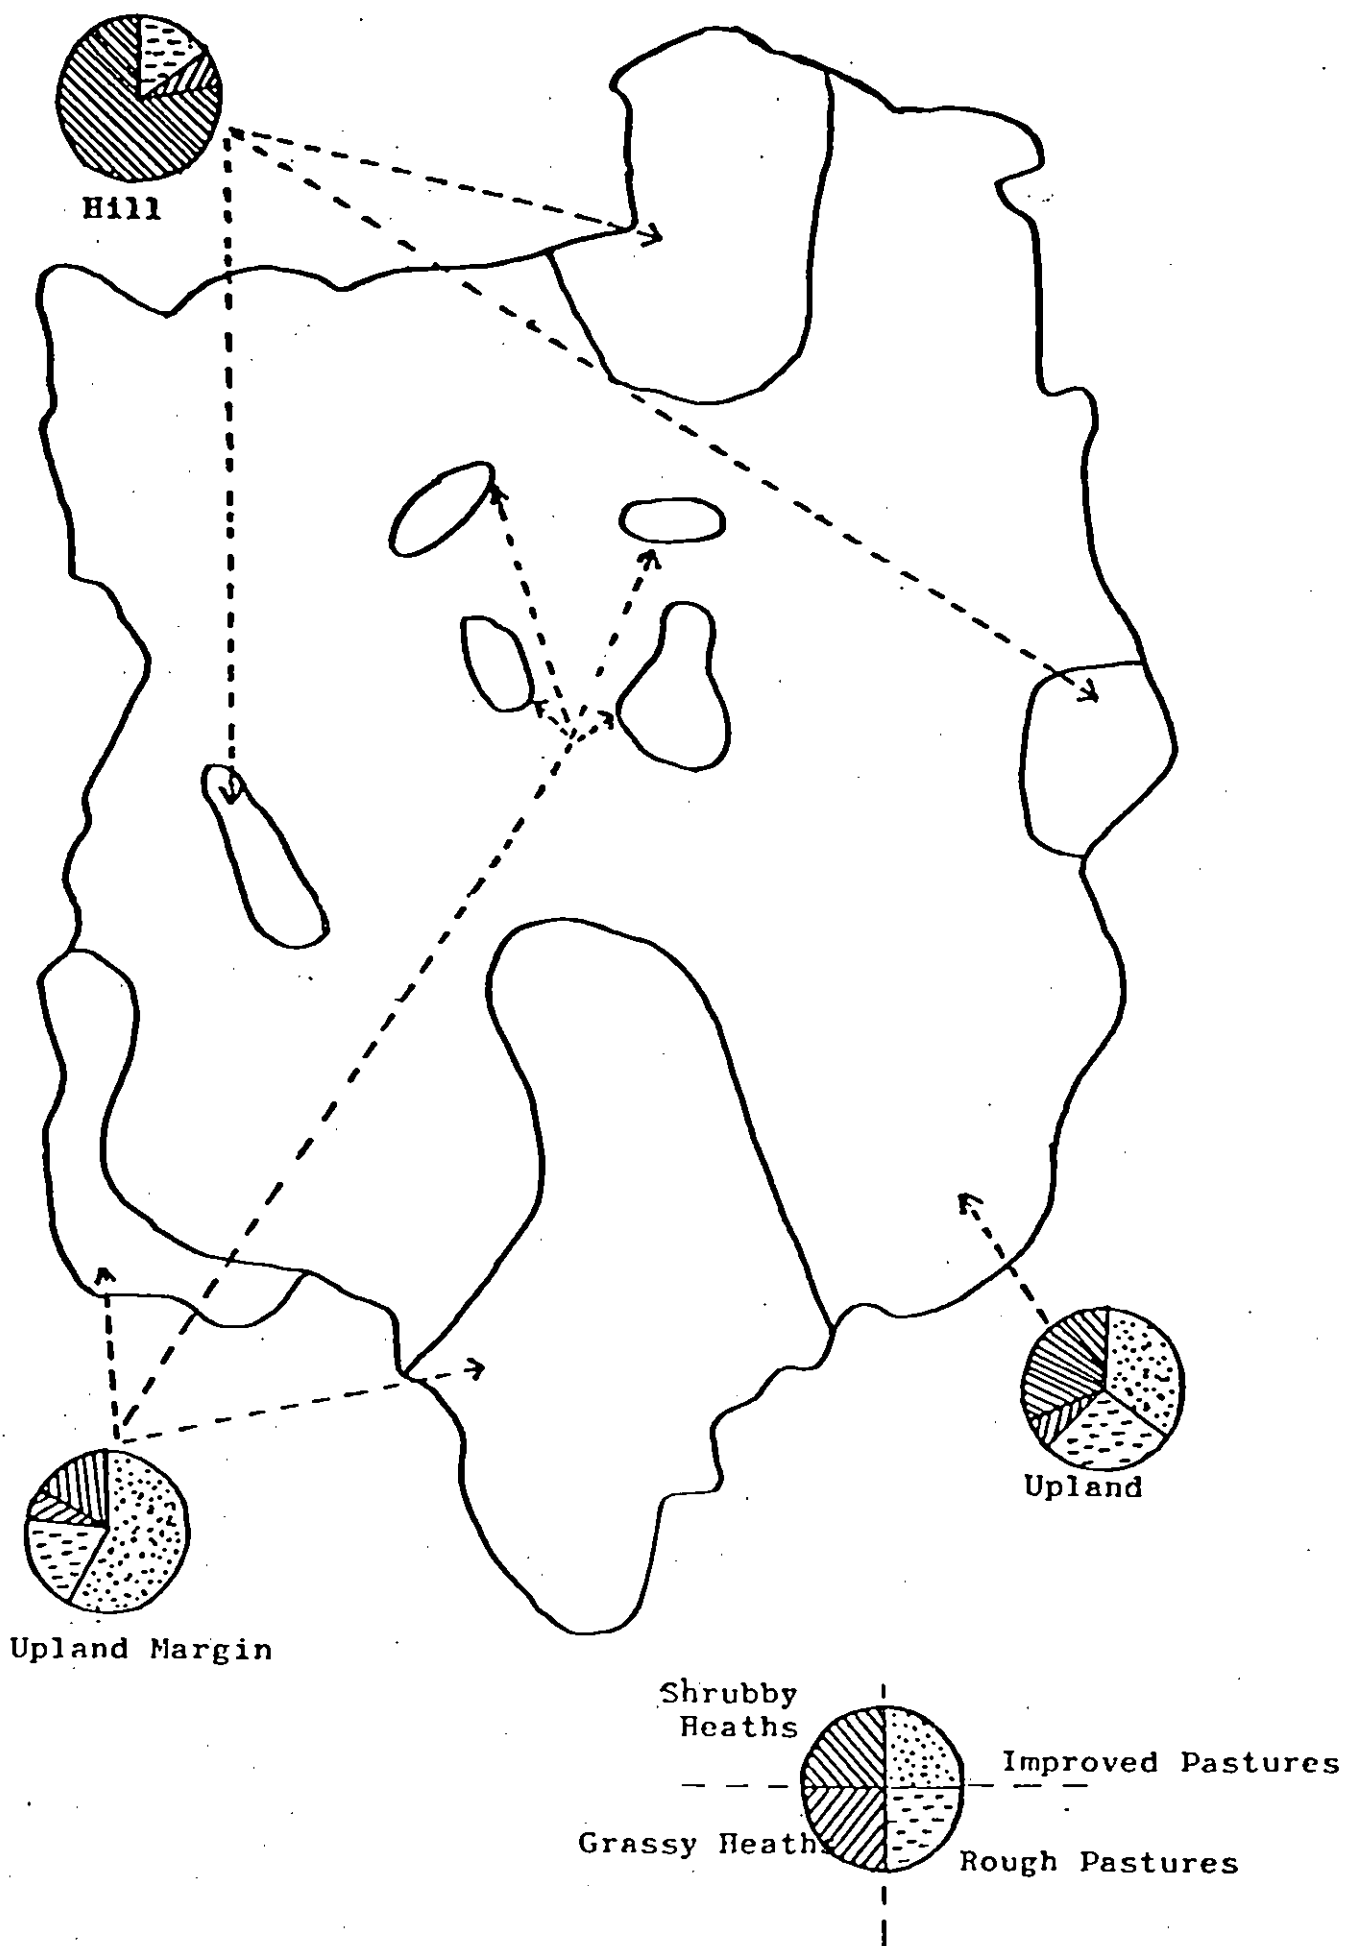 Hill
Upland
Upland Margin
Shrubby
Heaths
Improved Pastures
Grassy Heaths
Rough Pastures